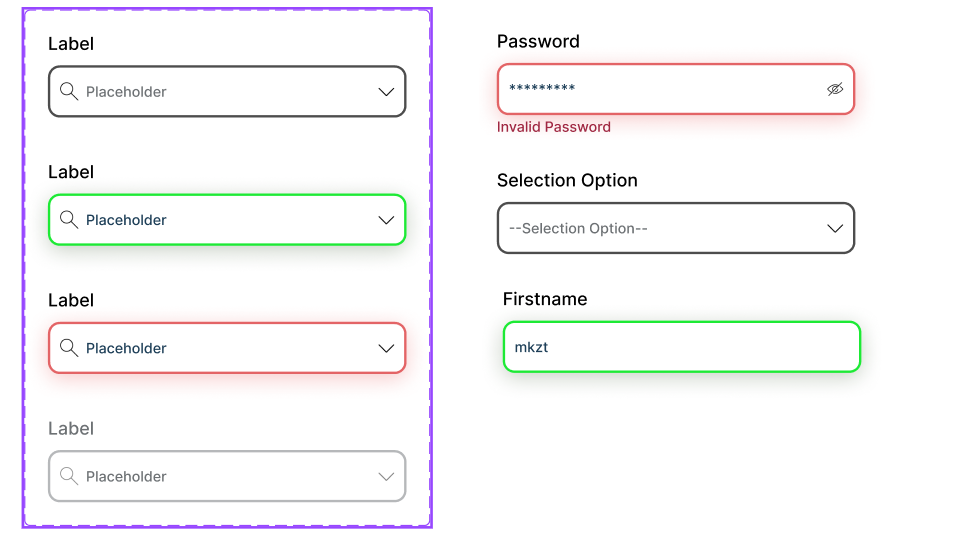 Label
Placeholder
Label
Placeholder
Label
Placeholder
Label
Placeholder
Password
*********
Invalid Password
Selection Option
--Selection Option--
Firstname
mkzt